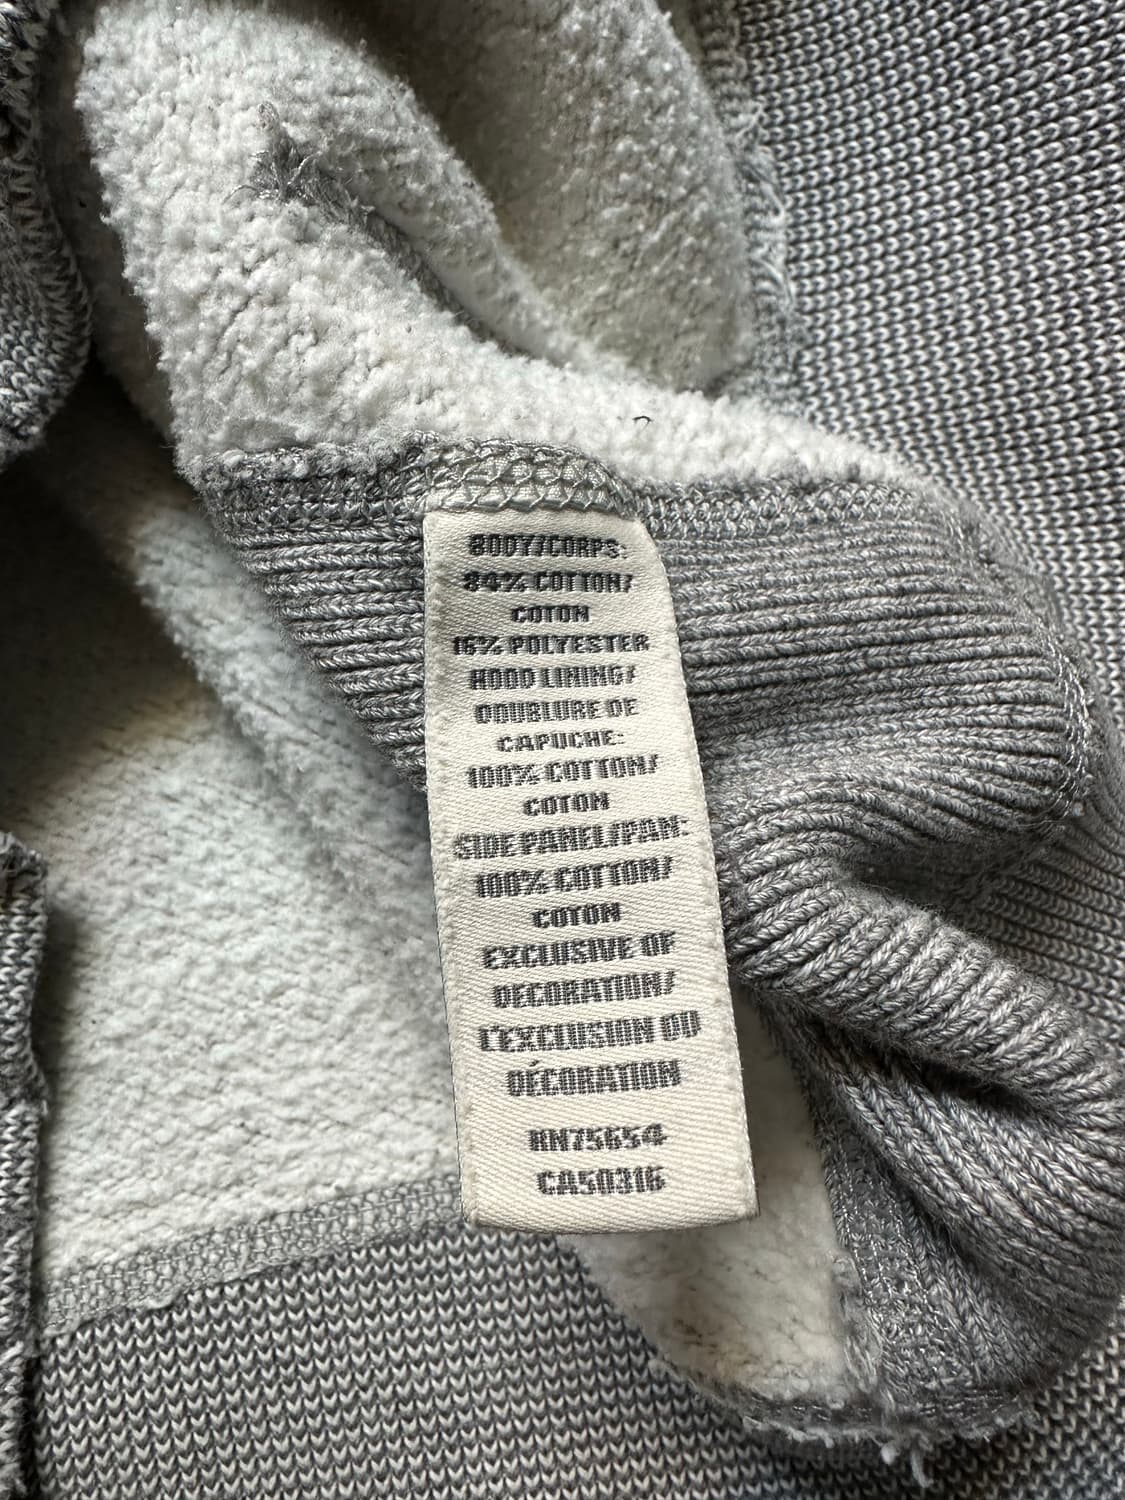 BODY/CORPS:
84% COTTON/
COTON
16% POLYESTER
HOOD LINING/
DOUBLURE DE
CAPUCHE:
100% COTTON/
COTON
SIDE PANEL/PAN:
100% COTTON/
COTON
EXCLUSIVE OF
DECORATION/
L'EXCLUSION DU
DÉCORATION
RN75654
CA50316